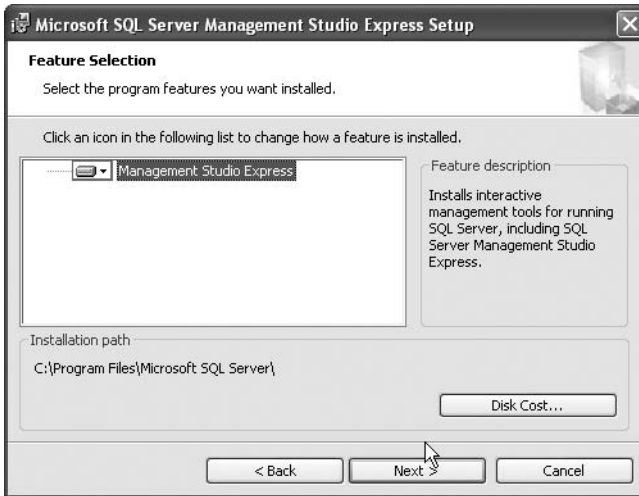 Microsoft SQL Server Management Studio Express Setup
Feature Selection
Select the program features you want installed.
Click an icon in the following list to change how a feature is installed.
Management Studio Express
Feature description
Installs interactive
management tools for running
SQL Server, including SQL
Server Management Studio
Express.
Installation path
C:\Program Files\Microsoft SQL Server\
Disk Cost...
< Back
Next >
Cancel